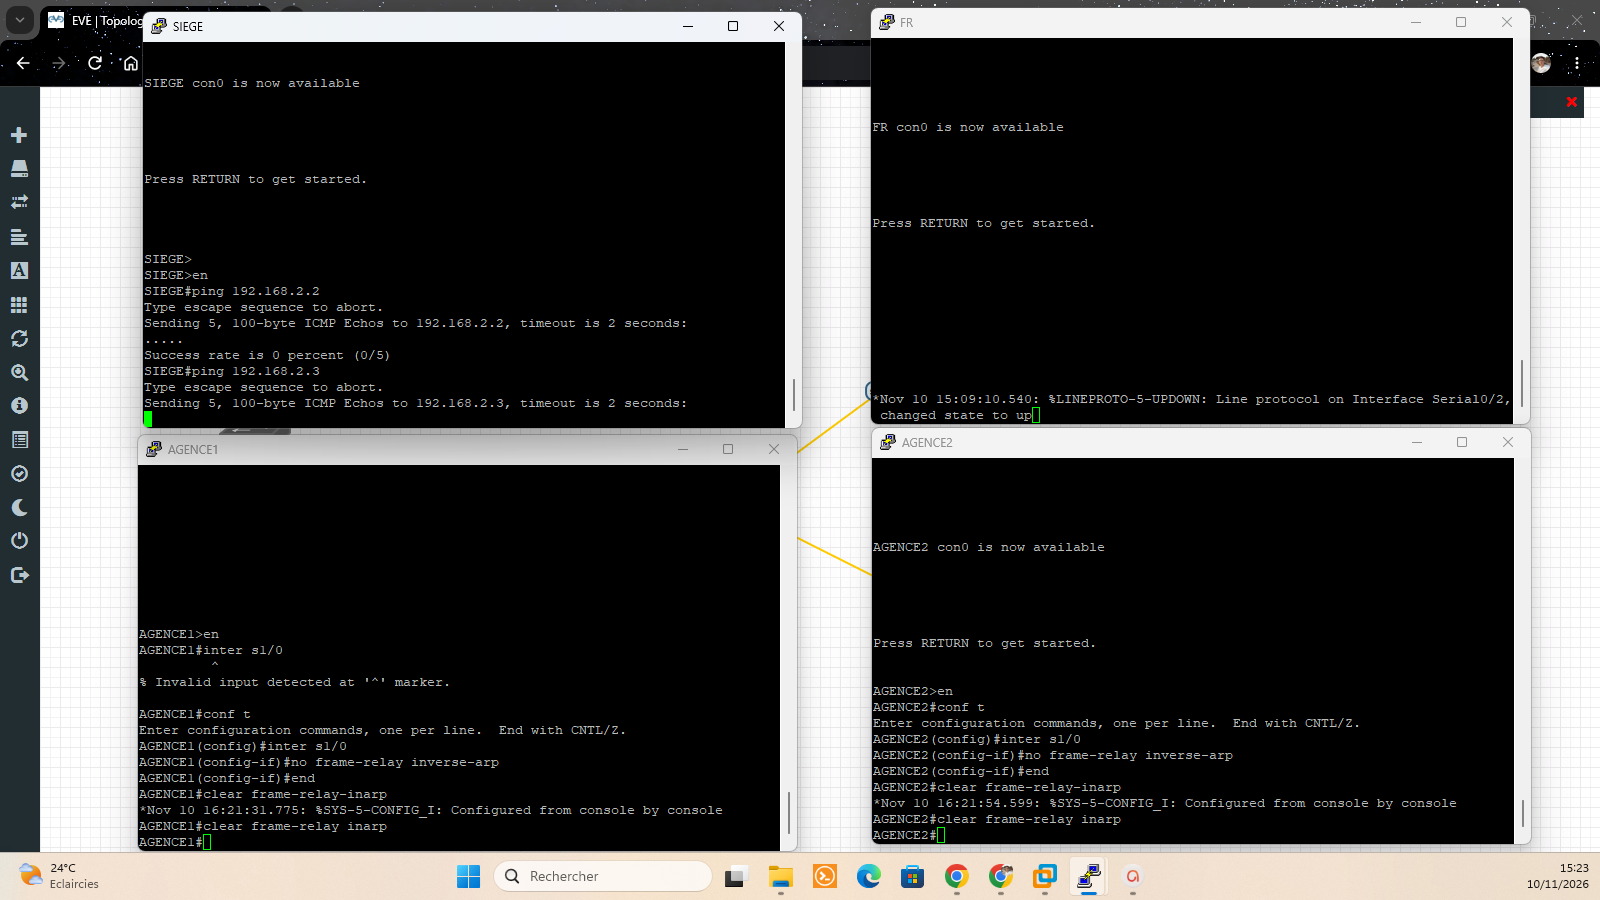 EVE | Topolog
SIEGE
SIEGE con0 is now available
Press RETURN to get started.
SIEGE>
SIEGE>en
SIEGE#ping 192.168.2.2
Type escape sequence to abort.
Sending 5, 100-byte ICMP Echos to 192.168.2.2, timeout is 2 seconds:
.....
Success rate is 0 percent (0/5)
SIEGE#ping 192.168.2.3
Type escape sequence to abort.
Sending 5, 100-byte ICMP Echos to 192.168.2.3, timeout is 2 seconds:
FR
FR con0 is now available
Press RETURN to get started.
*Nov 10 15:09:10.540: %LINEPROTO-5-UPDOWN: Line protocol on Interface Serial0/2,
changed state to up
AGENCE1
AGENCE1>en
AGENCE1#inter s1/0
^
% Invalid input detected at '^' marker.
AGENCE1#conf t
Enter configuration commands, one per line.  End with CNTL/Z.
AGENCE1(config)#inter s1/0
AGENCE1(config-if)#no frame-relay inverse-arp
AGENCE1(config-if)#end
AGENCE1#clear frame-relay-inarp
*Nov 10 16:21:31.775: %SYS-5-CONFIG_I: Configured from console by console
AGENCE1#clear frame-relay inarp
AGENCE1#
AGENCE2
AGENCE2 con0 is now available
Press RETURN to get started.
AGENCE2>en
AGENCE2#conf t
Enter configuration commands, one per line.  End with CNTL/Z.
AGENCE2(config)#inter s1/0
AGENCE2(config-if)#no frame-relay inverse-arp
AGENCE2(config-if)#end
AGENCE2#clear frame-relay-inarp
*Nov 10 16:21:54.599: %SYS-5-CONFIG_I: Configured from console by console
AGENCE2#clear frame-relay inarp
AGENCE2#
24°C
Eclaircies
Rechercher
15:23
10/11/2026